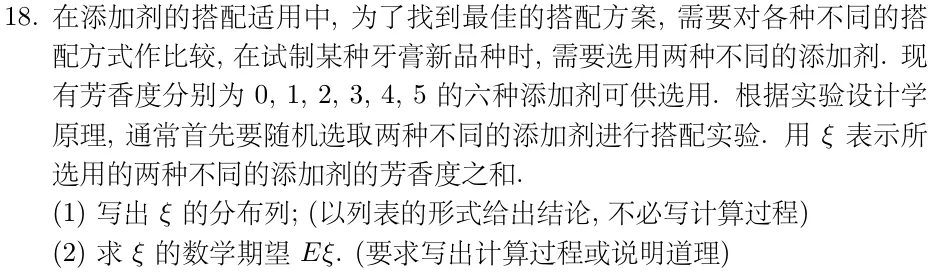 18. 在添加剂的搭配适用中, 为了找到最佳的搭配方案, 需要对各种不同的搭
配方式作比较, 在试制某种牙膏新品种时, 需要选用两种不同的添加剂. 现
有芳香度分别为 0, 1, 2, 3, 4, 5 的六种添加剂可供选用. 根据实验设计学
原理, 通常首先要随机选取两种不同的添加剂进行搭配实验. 用 ξ 表示所
选用的两种不同的添加剂的芳香度之和.
(1) 写出 ξ 的分布列; (以列表的形式给出结论, 不必写计算过程)
(2) 求 ξ 的数学期望 Eξ. (要求写出计算过程或说明道理)